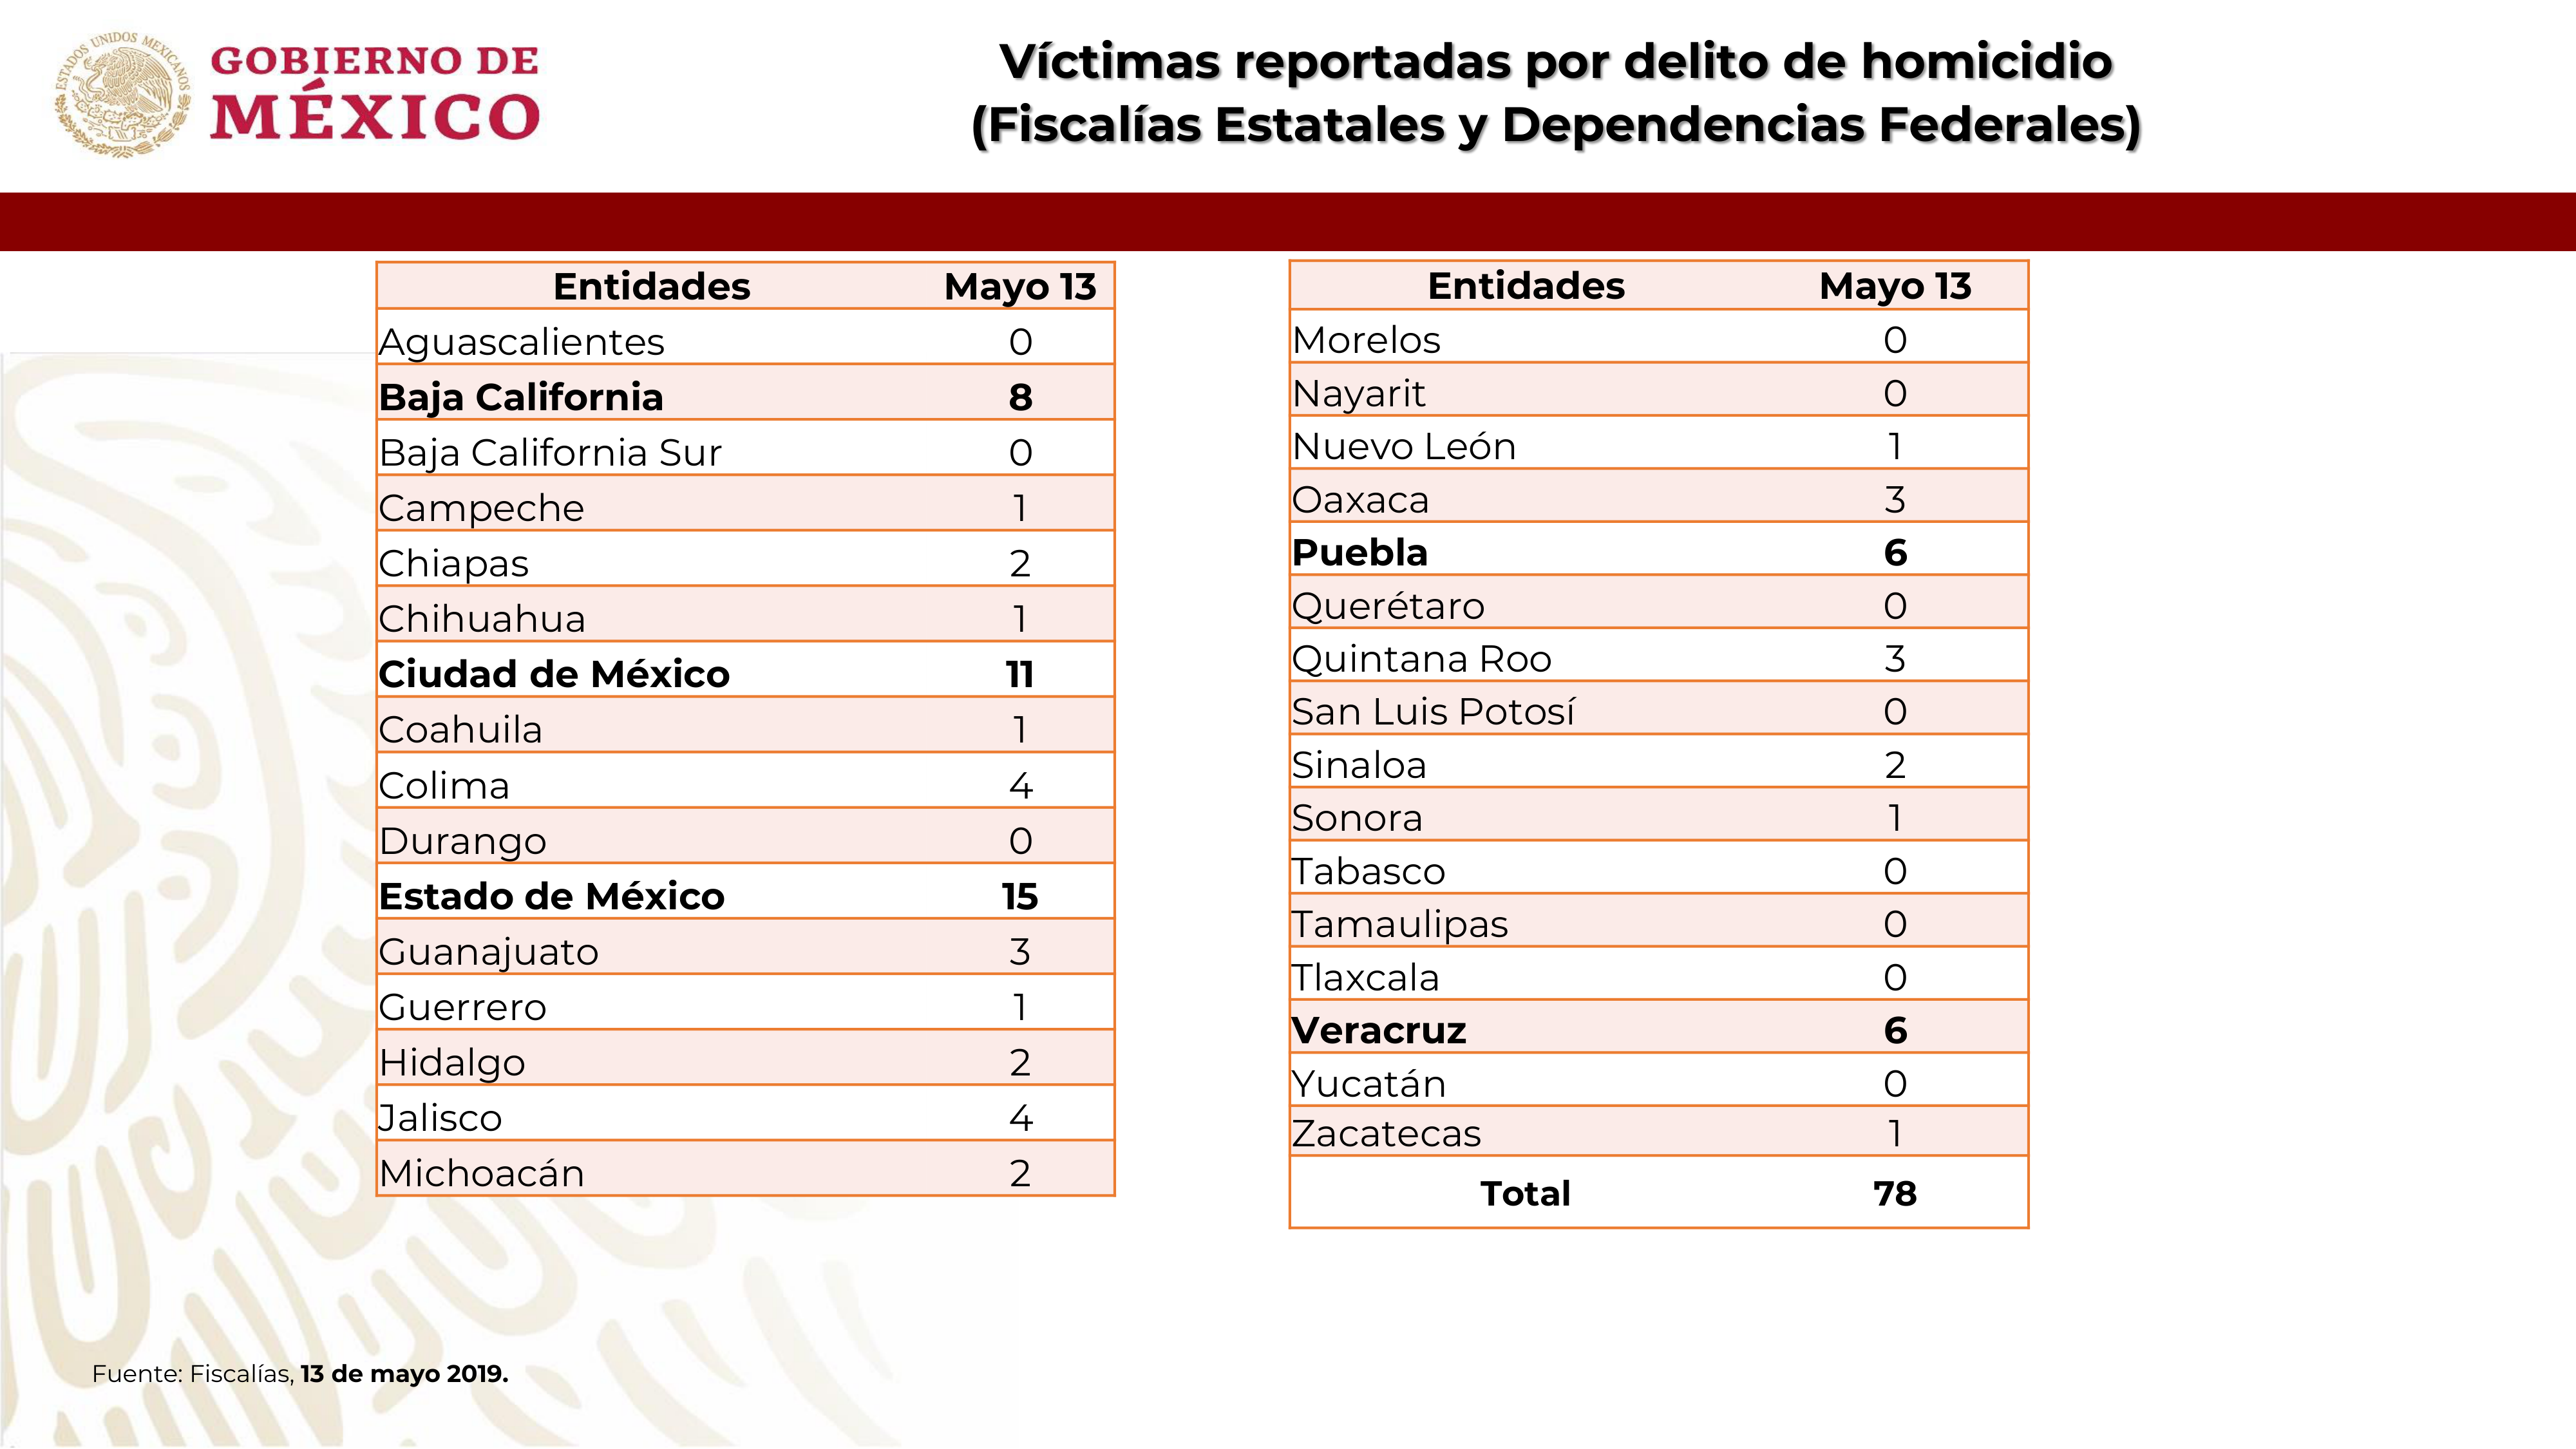 ESTADOS UNIDOS MEXICANOS
GOBIERNO DE
MÉXICO
Víctimas reportadas por delito de homicidio
(Fiscalías Estatales y Dependencias Federales)
Entidades Mayo 13
Aguascalientes 0
Baja California 8
Baja California Sur 0
Campeche 1
Chiapas 2
Chihuahua 1
Ciudad de México 11
Coahuila 1
Colima 4
Durango 0
Estado de México 15
Guanajuato 3
Guerrero 1
Hidalgo 2
Jalisco 4
Michoacán 2
Entidades Mayo 13
Morelos 0
Nayarit 0
Nuevo León 1
Oaxaca 3
Puebla 6
Querétaro 0
Quintana Roo 3
San Luis Potosí 0
Sinaloa 2
Sonora 1
Tabasco 0
Tamaulipas 0
Tlaxcala 0
Veracruz 6
Yucatán 0
Zacatecas 1
Total 78
Fuente: Fiscalías, 13 de mayo 2019.